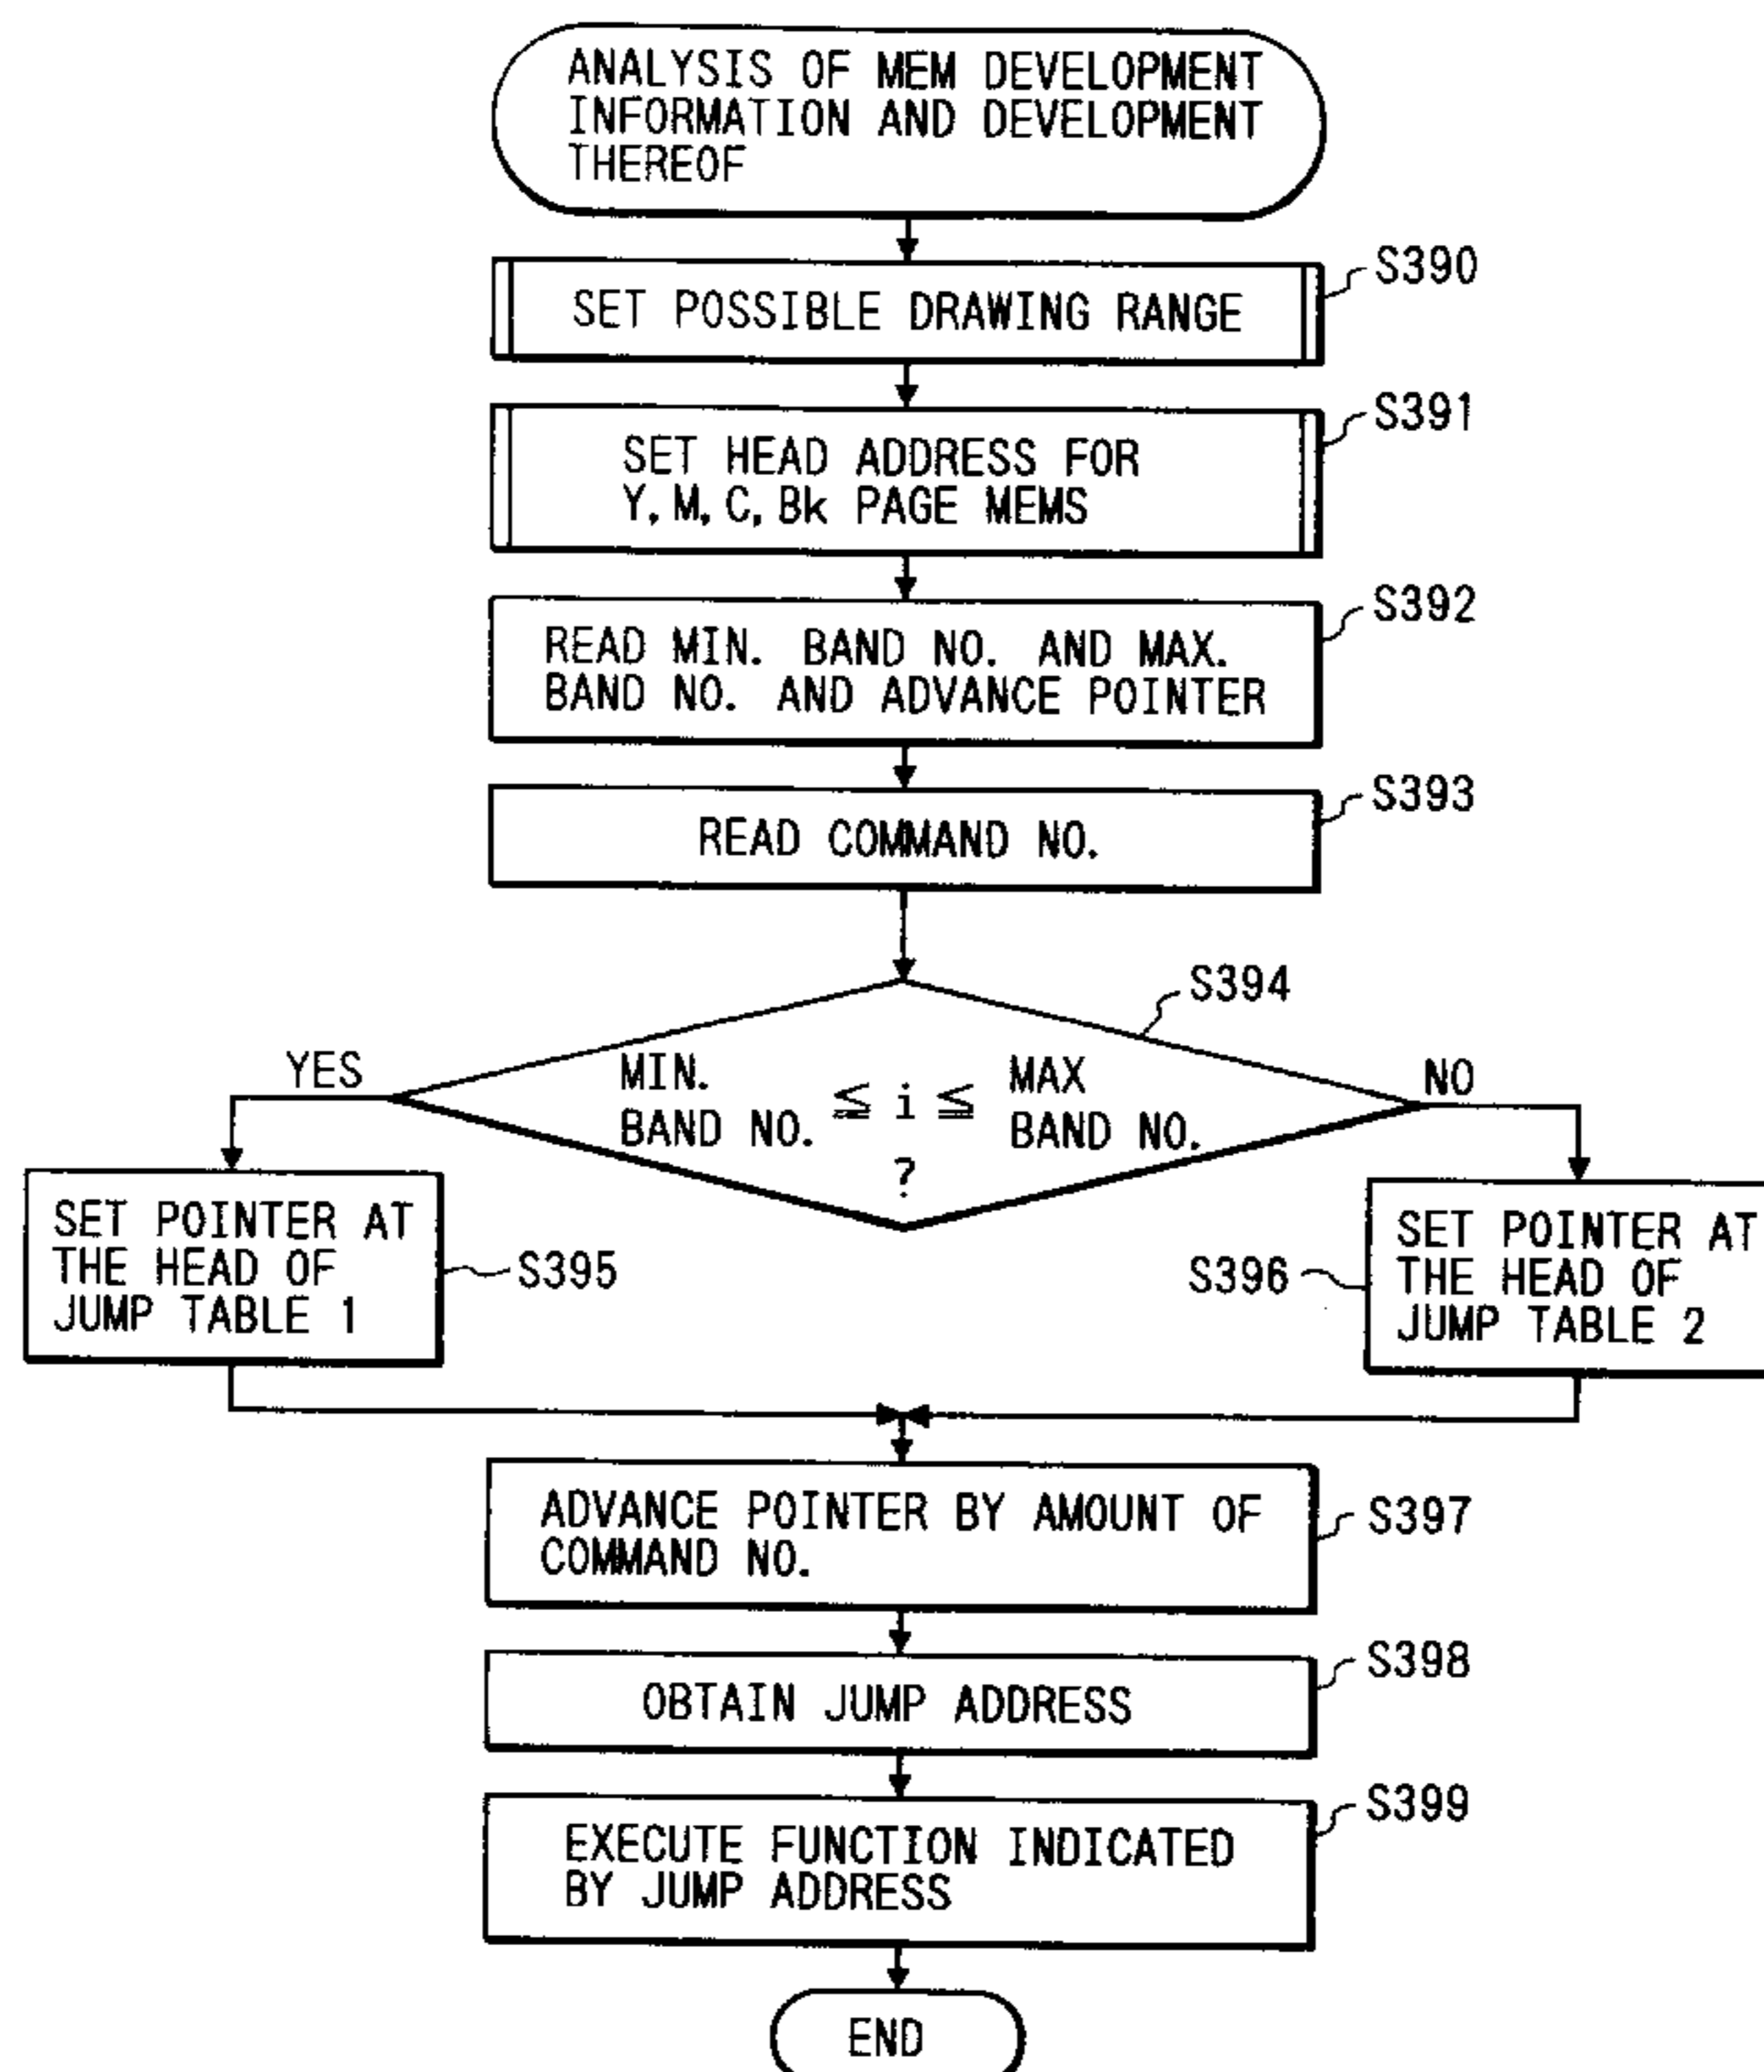 ANALYSIS OF MEM DEVELOPMENT
INFORMATION AND DEVELOPMENT
THEREOF
S390
SET POSSIBLE DRAWING RANGE
S391
SET HEAD ADDRESS FOR
Y, M, C, Bk PAGE MEMS
S392
READ MIN. BAND NO. AND MAX.
BAND NO. AND ADVANCE POINTER
S393
READ COMMAND NO.
S394
YES
NO
MIN.
BAND NO. ≦ i ≦ MAX
BAND NO.
?
SET POINTER AT
THE HEAD OF
JUMP TABLE 1
S395
S396
SET POINTER AT
THE HEAD OF
JUMP TABLE 2
ADVANCE POINTER BY AMOUNT OF
COMMAND NO.
S397
S398
OBTAIN JUMP ADDRESS
S399
EXECUTE FUNCTION INDICATED
BY JUMP ADDRESS
END